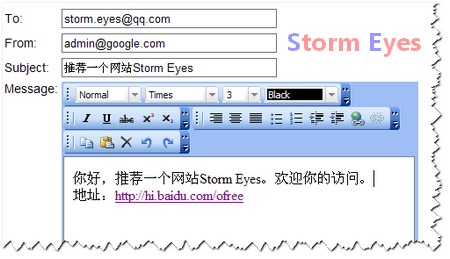 To: storm.eyes@qq.com
From: admin@google.com
Storm Eyes
Subject: 推荐一个网站Storm Eyes
Message:
Normal Times 3 Black
I U abc x² x₂
你好，推荐一个网站Storm Eyes。欢迎你的访问。
地址：http://hi.baidu.com/ofree